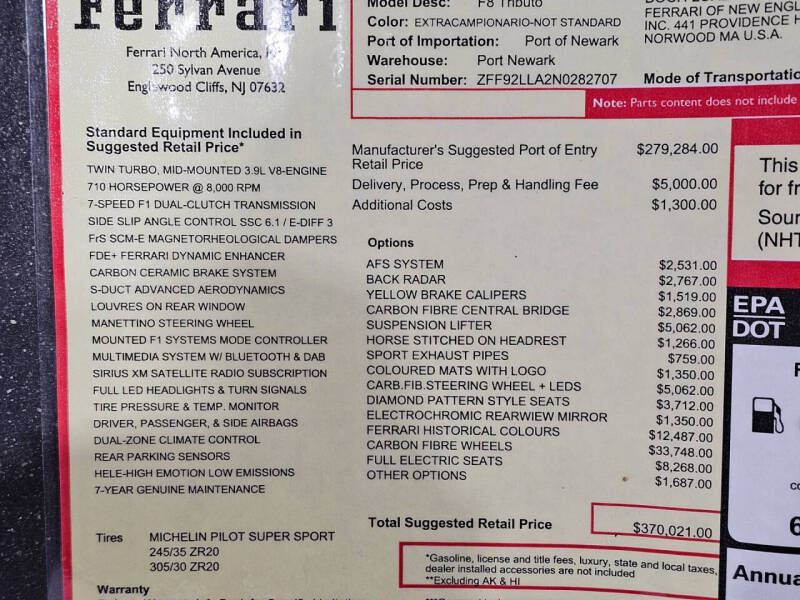 Ferrari
Ferrari North America,
250 Sylvan Avenue
Englewood Cliffs, NJ 07632
Model Desc: F8 Tributo
Color: EXTRACAMPIONARIO-NOT STANDARD
Port of Importation: Port of Newark
Warehouse: Port Newark
Serial Number: ZFF92LLA2N0282707
FERRARI OF NEW ENGL
INC. 441 PROVIDENCE H
NORWOOD MA U.S.A.
Mode of Transportatio
Note: Parts content does not include
Standard Equipment Included in
Suggested Retail Price*
TWIN TURBO, MID-MOUNTED 3.9L V8-ENGINE
710 HORSEPOWER @ 8,000 RPM
7-SPEED F1 DUAL-CLUTCH TRANSMISSION
SIDE SLIP ANGLE CONTROL SSC 6.1 / E-DIFF 3
FrS SCM-E MAGNETORHEOLOGICAL DAMPERS
FDE+ FERRARI DYNAMIC ENHANCER
CARBON CERAMIC BRAKE SYSTEM
S-DUCT ADVANCED AERODYNAMICS
LOUVRES ON REAR WINDOW
MANETTINO STEERING WHEEL
MOUNTED F1 SYSTEMS MODE CONTROLLER
MULTIMEDIA SYSTEM W/ BLUETOOTH & DAB
SIRIUS XM SATELLITE RADIO SUBSCRIPTION
FULL LED HEADLIGHTS & TURN SIGNALS
TIRE PRESSURE & TEMP. MONITOR
DRIVER, PASSENGER, & SIDE AIRBAGS
DUAL-ZONE CLIMATE CONTROL
REAR PARKING SENSORS
HELE-HIGH EMOTION LOW EMISSIONS
7-YEAR GENUINE MAINTENANCE
Tires MICHELIN PILOT SUPER SPORT
245/35 ZR20
305/30 ZR20
Warranty
Manufacturer's Suggested Port of Entry
Retail Price $279,284.00
Delivery, Process, Prep & Handling Fee $5,000.00
Additional Costs $1,300.00
Options
AFS SYSTEM $2,531.00
BACK RADAR $2,767.00
YELLOW BRAKE CALIPERS $1,519.00
CARBON FIBRE CENTRAL BRIDGE $2,869.00
SUSPENSION LIFTER $5,062.00
HORSE STITCHED ON HEADREST $1,266.00
SPORT EXHAUST PIPES $759.00
COLOURED MATS WITH LOGO $1,350.00
CARB.FIB.STEERING WHEEL + LEDS $5,062.00
DIAMOND PATTERN STYLE SEATS $3,712.00
ELECTROCHROMIC REARWIEW MIRROR $1,350.00
FERRARI HISTORICAL COLOURS $12,487.00
CARBON FIBRE WHEELS $33,748.00
FULL ELECTRIC SEATS $8,268.00
OTHER OPTIONS $1,687.00
Total Suggested Retail Price $370,021.00
*Gasoline, license and title fees, luxury, state and local taxes,
dealer installed accessories are not included
**Excluding AK & HI
This
for fr
Sour
(NHT
EPA
DOT
6
Annua